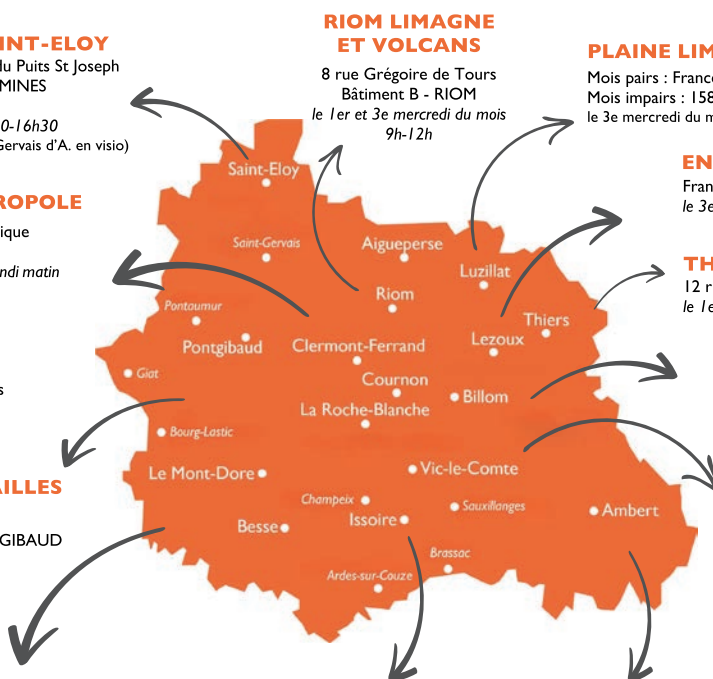 RIOM LIMAGNE
ET VOLCANS
8 rue Grégoire de Tours
Bâtiment B - RIOM
le 1er et 3e mercredi du mois
9h-12h
INT-ELOY
du Puits St Joseph
MINES
0-16h30
Gervais d'A. en visio)
PLAINE LIM
Mois pairs : France
Mois impairs : 158
le 3e mercredi du m
EN
Fran
le 3e
TH
12 r
le 1e
ROPOLE
ique
ndi matin
s
AILLES
GIBAUD
Saint-Eloy
Saint-Gervais
Aigueperse
Luzillat
Riom
Pontaumur
Thiers
Pontgibaud
Clermont-Ferrand
Lezoux
Giat
Cournon
Billom
La Roche-Blanche
Bourg-Lastic
Le Mont-Dore
Vic-le-Comte
Champeix
Sauxillanges
Issoire
Ambert
Besse
Brassac
Ardes-sur-Couze